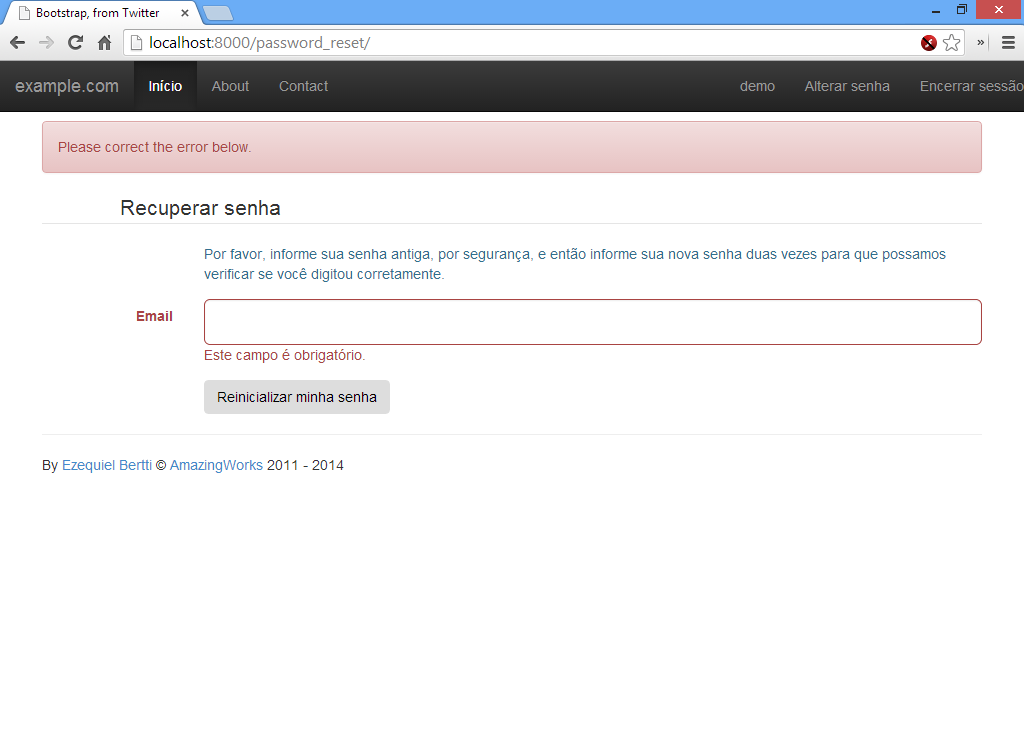 Bootstrap, from Twitter
localhost:8000/password_reset/
example.com Início About Contact demo Alterar senha Encerrar sessão
Please correct the error below.
Recuperar senha
Por favor, informe sua senha antiga, por segurança, e então informe sua nova senha duas vezes para que possamos
verificar se você digitou corretamente.
Email
Este campo é obrigatório.
Reinicializar minha senha
By Ezequiel Bertti © AmazingWorks 2011 - 2014